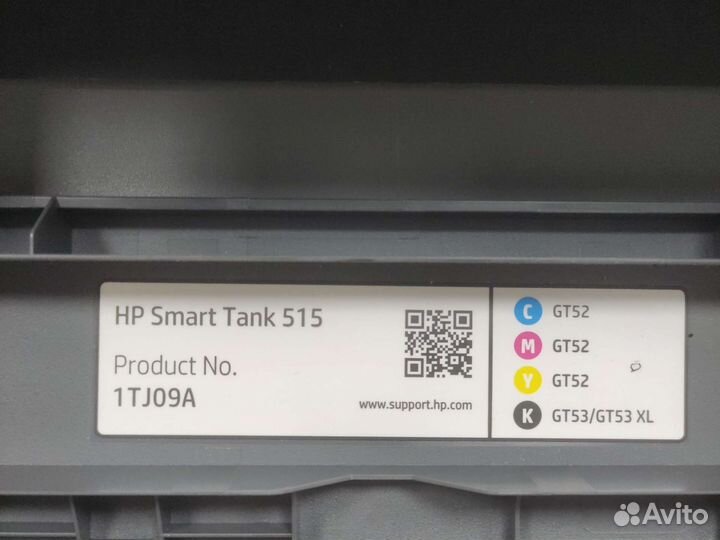 HP Smart Tank 515
Product No.
1TJ09A
www.support.hp.com
C GT52
M GT52
Y GT52
K GT53/GT53 XL
Avito